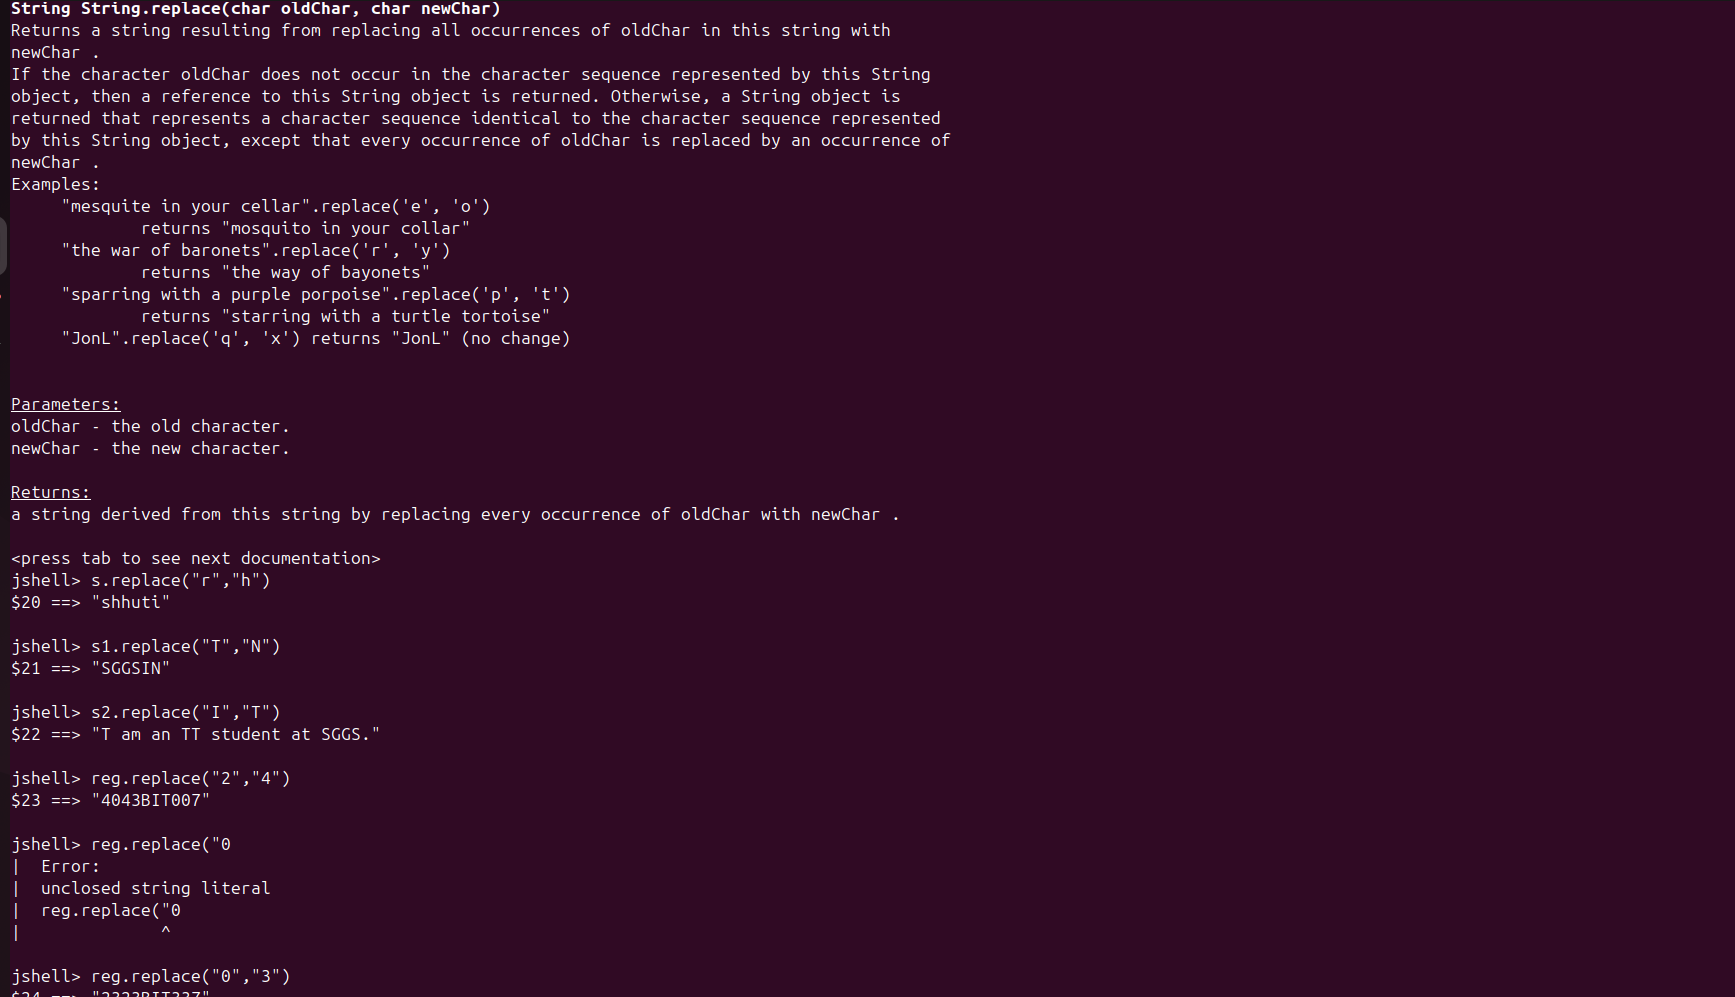 String String.replace(char oldChar, char newChar)
Returns a string resulting from replacing all occurrences of oldChar in this string with
newChar .
If the character oldChar does not occur in the character sequence represented by this String
object, then a reference to this String object is returned. Otherwise, a String object is
returned that represents a character sequence identical to the character sequence represented
by this String object, except that every occurrence of oldChar is replaced by an occurrence of
newChar .
Examples:
"mesquite in your cellar".replace('e', 'o')
returns "mosquito in your collar"
"the war of baronets".replace('r', 'y')
returns "the way of bayonets"
"sparring with a purple porpoise".replace('p', 't')
returns "starring with a turtle tortoise"
"JonL".replace('q', 'x') returns "JonL" (no change)
Parameters:
oldChar - the old character.
newChar - the new character.
Returns:
a string derived from this string by replacing every occurrence of oldChar with newChar .
<press tab to see next documentation>
jshell> s.replace("r","h")
$20 ==> "shhuti"
jshell> s1.replace("T","N")
$21 ==> "SGGSIN"
jshell> s2.replace("I","T")
$22 ==> "T am an TT student at SGGS."
jshell> reg.replace("2","4")
$23 ==> "4043BIT007"
jshell> reg.replace("0
| Error:
| unclosed string literal
| reg.replace("0
| ^
jshell> reg.replace("0","3")
$24 ==> "2323BIT337"